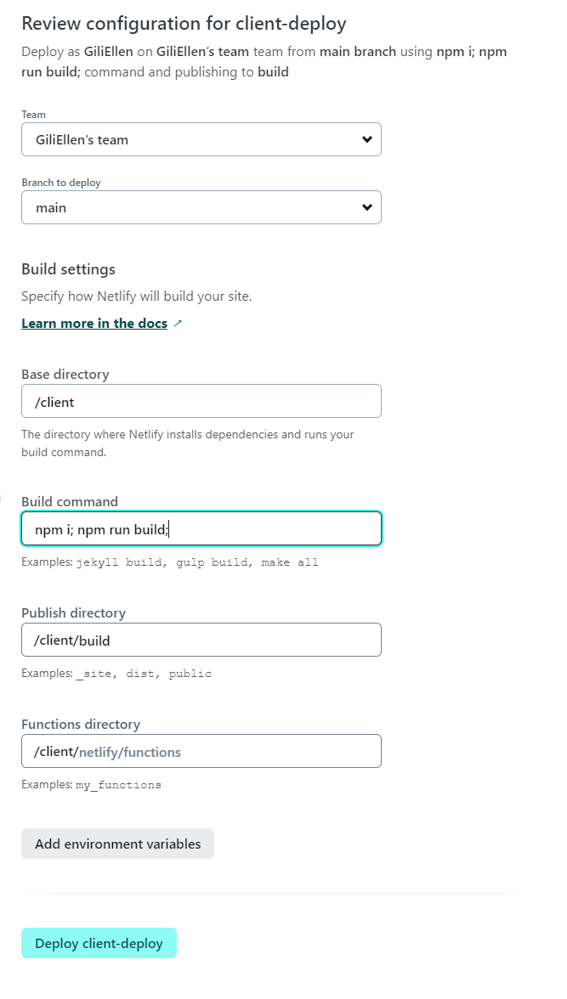 Review configuration for client-deploy
Deploy as GiliEllen on GiliEllen's team team from main branch using npm i; npm
run build; command and publishing to build
Team
GiliEllen's team
Branch to deploy
main
Build settings
Specify how Netlify will build your site.
Learn more in the docs ↗
Base directory
/client
The directory where Netlify installs dependencies and runs your
build command.
Build command
npm i; npm run build;
Examples: jekyll build, gulp build, make all
Publish directory
/client/build
Examples: _site, dist, public
Functions directory
/client/netlify/functions
Examples: my_functions
Add environment variables
Deploy client-deploy